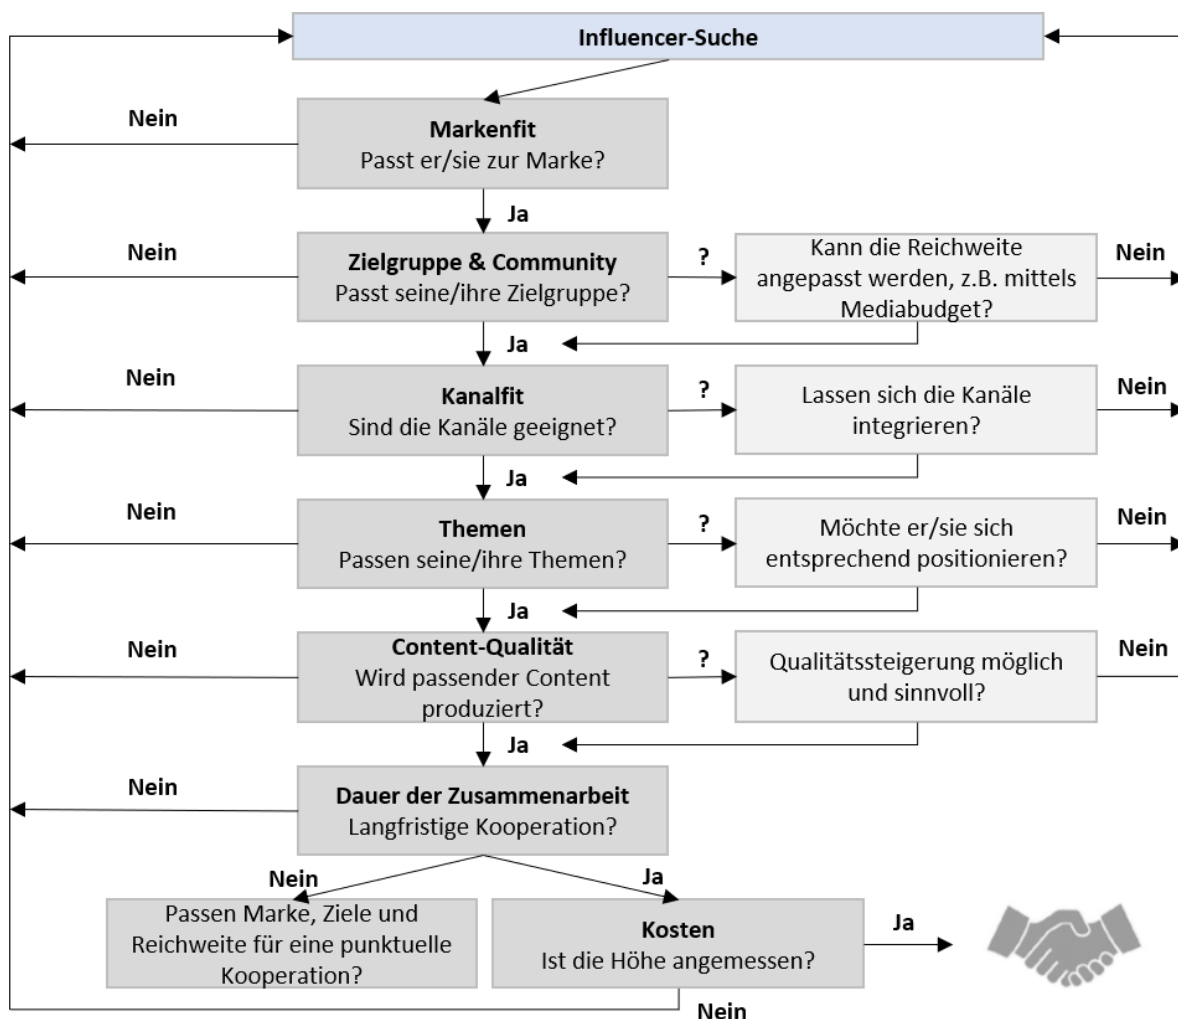 Influencer-Suche
Nein
Markenfit
Passt er/sie zur Marke?
Ja
Nein
Zielgruppe & Community
Passt seine/ihre Zielgruppe?
?
Kann die Reichweite
angepasst werden, z.B. mittels
Mediabudget?
Nein
Ja
Nein
Kanalfit
Sind die Kanäle geeignet?
?
Lassen sich die Kanäle
integrieren?
Nein
Ja
Nein
Themen
Passen seine/ihre Themen?
?
Möchte er/sie sich
entsprechend positionieren?
Nein
Ja
Nein
Content-Qualität
Wird passender Content
produziert?
?
Qualitätssteigerung möglich
und sinnvoll?
Nein
Ja
Nein
Dauer der Zusammenarbeit
Langfristige Kooperation?
Nein
Ja
Passen Marke, Ziele und
Reichweite für eine punktuelle
Kooperation?
Kosten
Ist die Höhe angemessen?
Ja
Nein